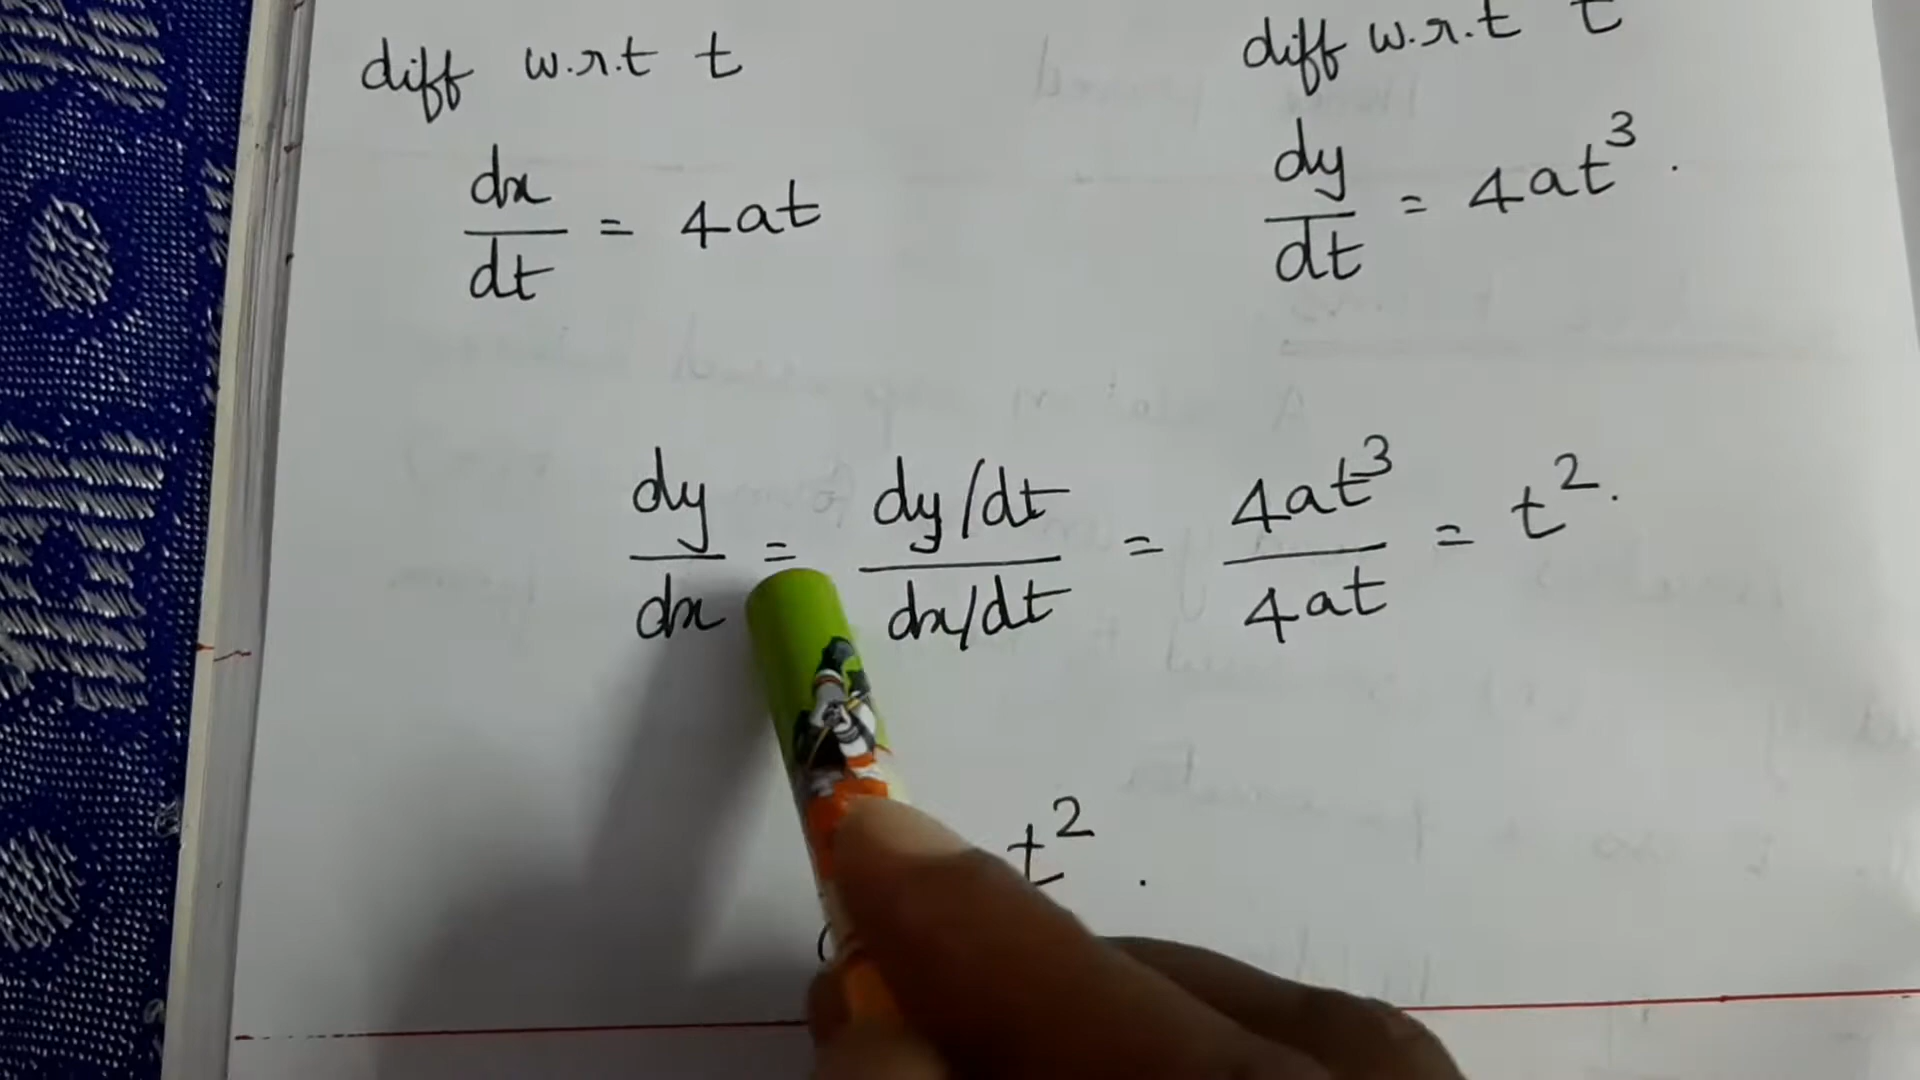 diff w.r.t t
diff w.r.t t
dx/dt = 4at
dy/dt = 4at³.
dy/dx = (dy/dt)/(dx/dt) = 4at³/4at = t².
t².